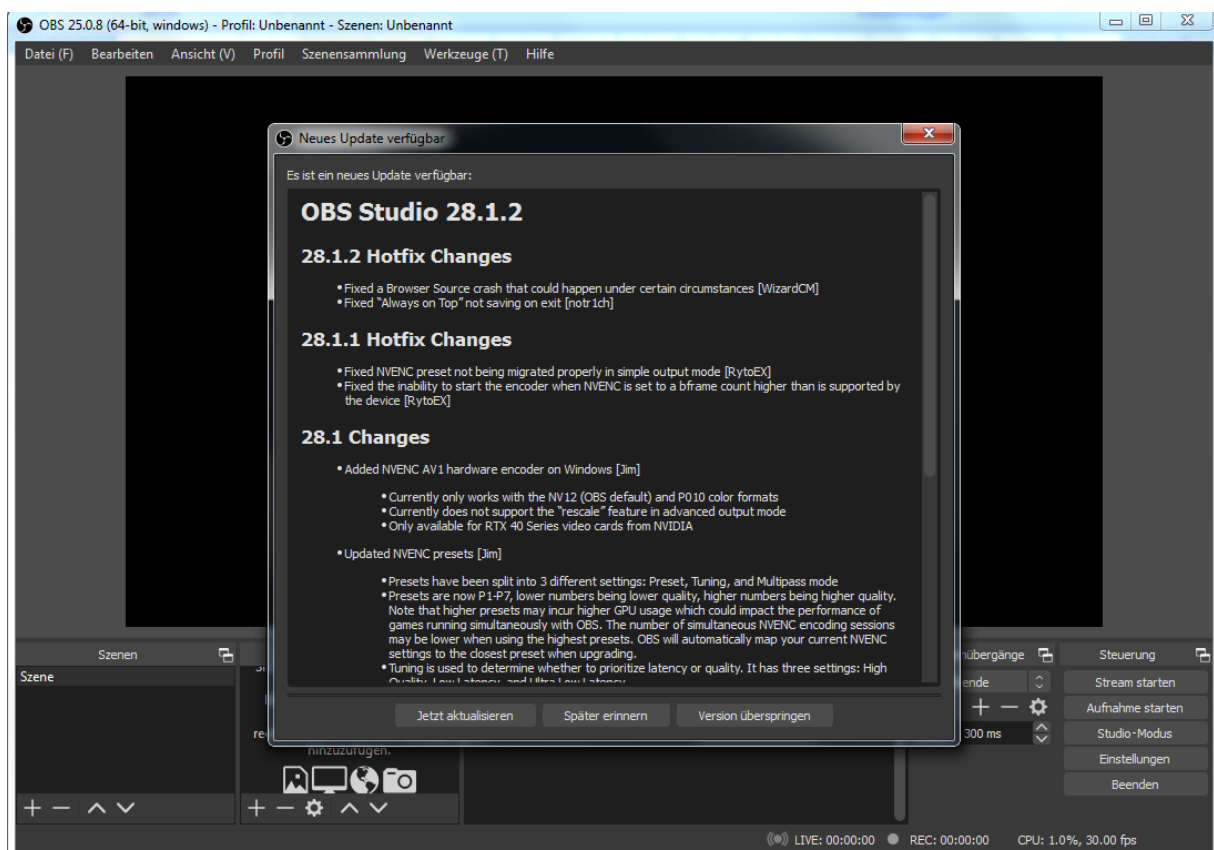 OBS 25.0.8 (64-bit, windows) - Profil: Unbenannt - Szenen: Unbenannt
Datei (F) Bearbeiten Ansicht (V) Profil Szenensammlung Werkzeuge (T) Hilfe
Neues Update verfügbar
Es ist ein neues Update verfügbar:
OBS Studio 28.1.2
28.1.2 Hotfix Changes
• Fixed a Browser Source crash that could happen under certain circumstances [WizardCM]
• Fixed “Always on Top” not saving on exit [notr1ch]
28.1.1 Hotfix Changes
• Fixed NVENC preset not being migrated properly in simple output mode [RytoEX]
• Fixed the inability to start the encoder when NVENC is set to a bframe count higher than is supported by
the device [RytoEX]
28.1 Changes
• Added NVENC AV1 hardware encoder on Windows [Jim]
• Currently only works with the NV12 (OBS default) and P010 color formats
• Currently does not support the “rescale” feature in advanced output mode
• Only available for RTX 40 Series video cards from NVIDIA
• Updated NVENC presets [Jim]
• Presets have been split into 3 different settings: Preset, Tuning, and Multipass mode
• Presets are now P1-P7, lower numbers being lower quality, higher numbers being higher quality.
Note that higher presets may incur higher GPU usage which could impact the performance of
games running simultaneously with OBS. The number of simultaneous NVENC encoding sessions
may be lower when using the highest presets. OBS will automatically map your current NVENC
settings to the closest preset when upgrading.
• Tuning is used to determine whether to prioritize latency or quality. It has three settings: High
Quality, Low Latency, and Ultra Low Latency
Jetzt aktualisieren Später erinnern Version überspringen
Szenen
Szene
hinzuzufügen.
nübergänge
ende
300 ms
Steuerung
Stream starten
Aufnahme starten
Studio-Modus
Einstellungen
Beenden
LIVE: 00:00:00 REC: 00:00:00 CPU: 1.0%, 30.00 fps